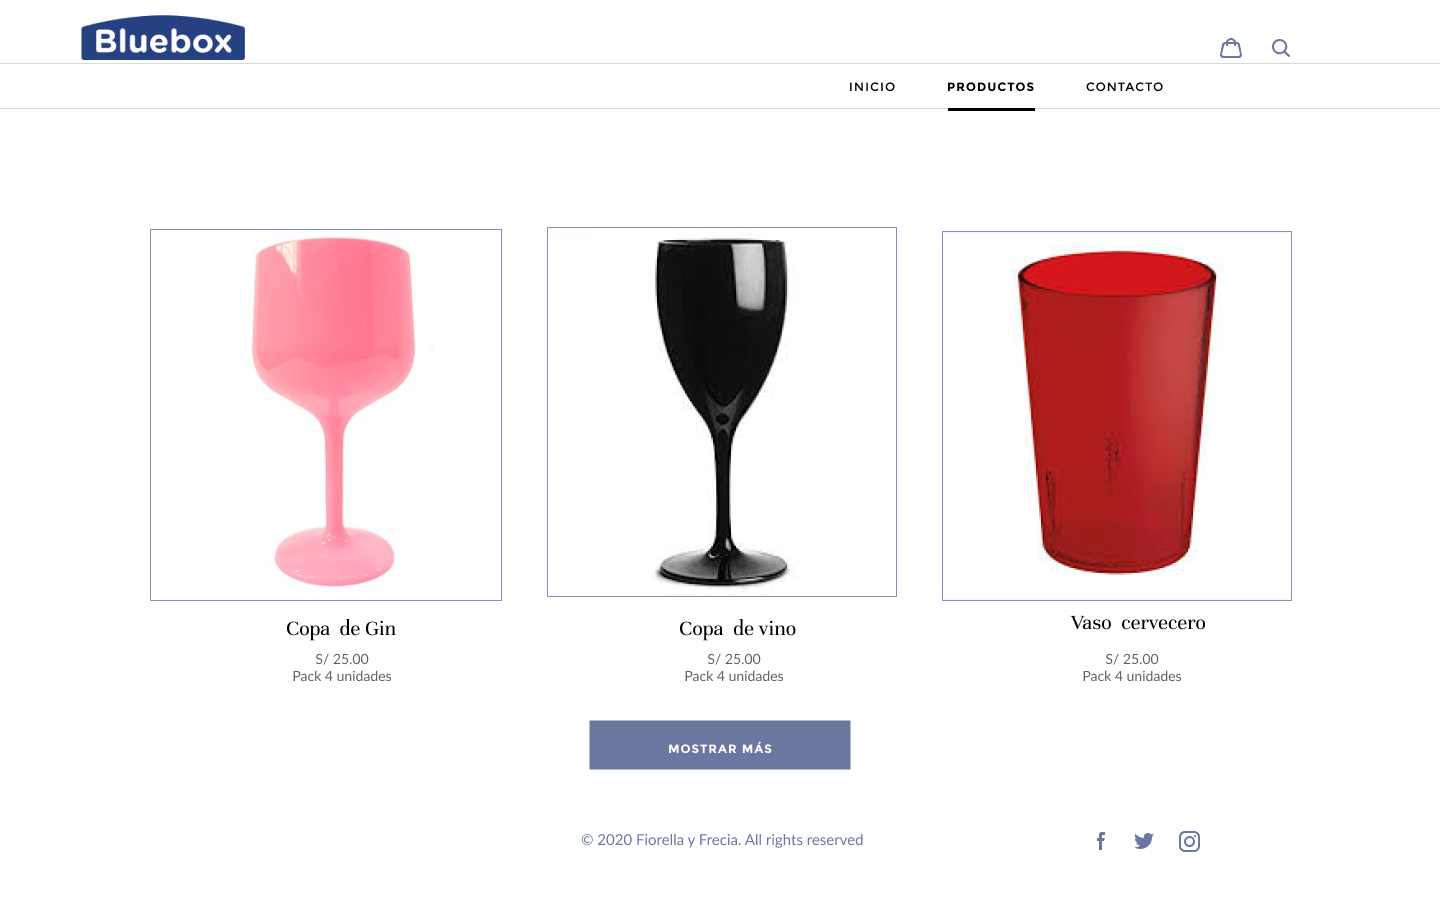 Bluebox
INICIO
PRODUCTOS
CONTACTO
Copa de Gin
S/ 25.00
Pack 4 unidades
Copa de vino
S/ 25.00
Pack 4 unidades
Vaso cervecero
S/ 25.00
Pack 4 unidades
MOSTRAR MÁS
© 2020 Fiorella y Frecia. All rights reserved